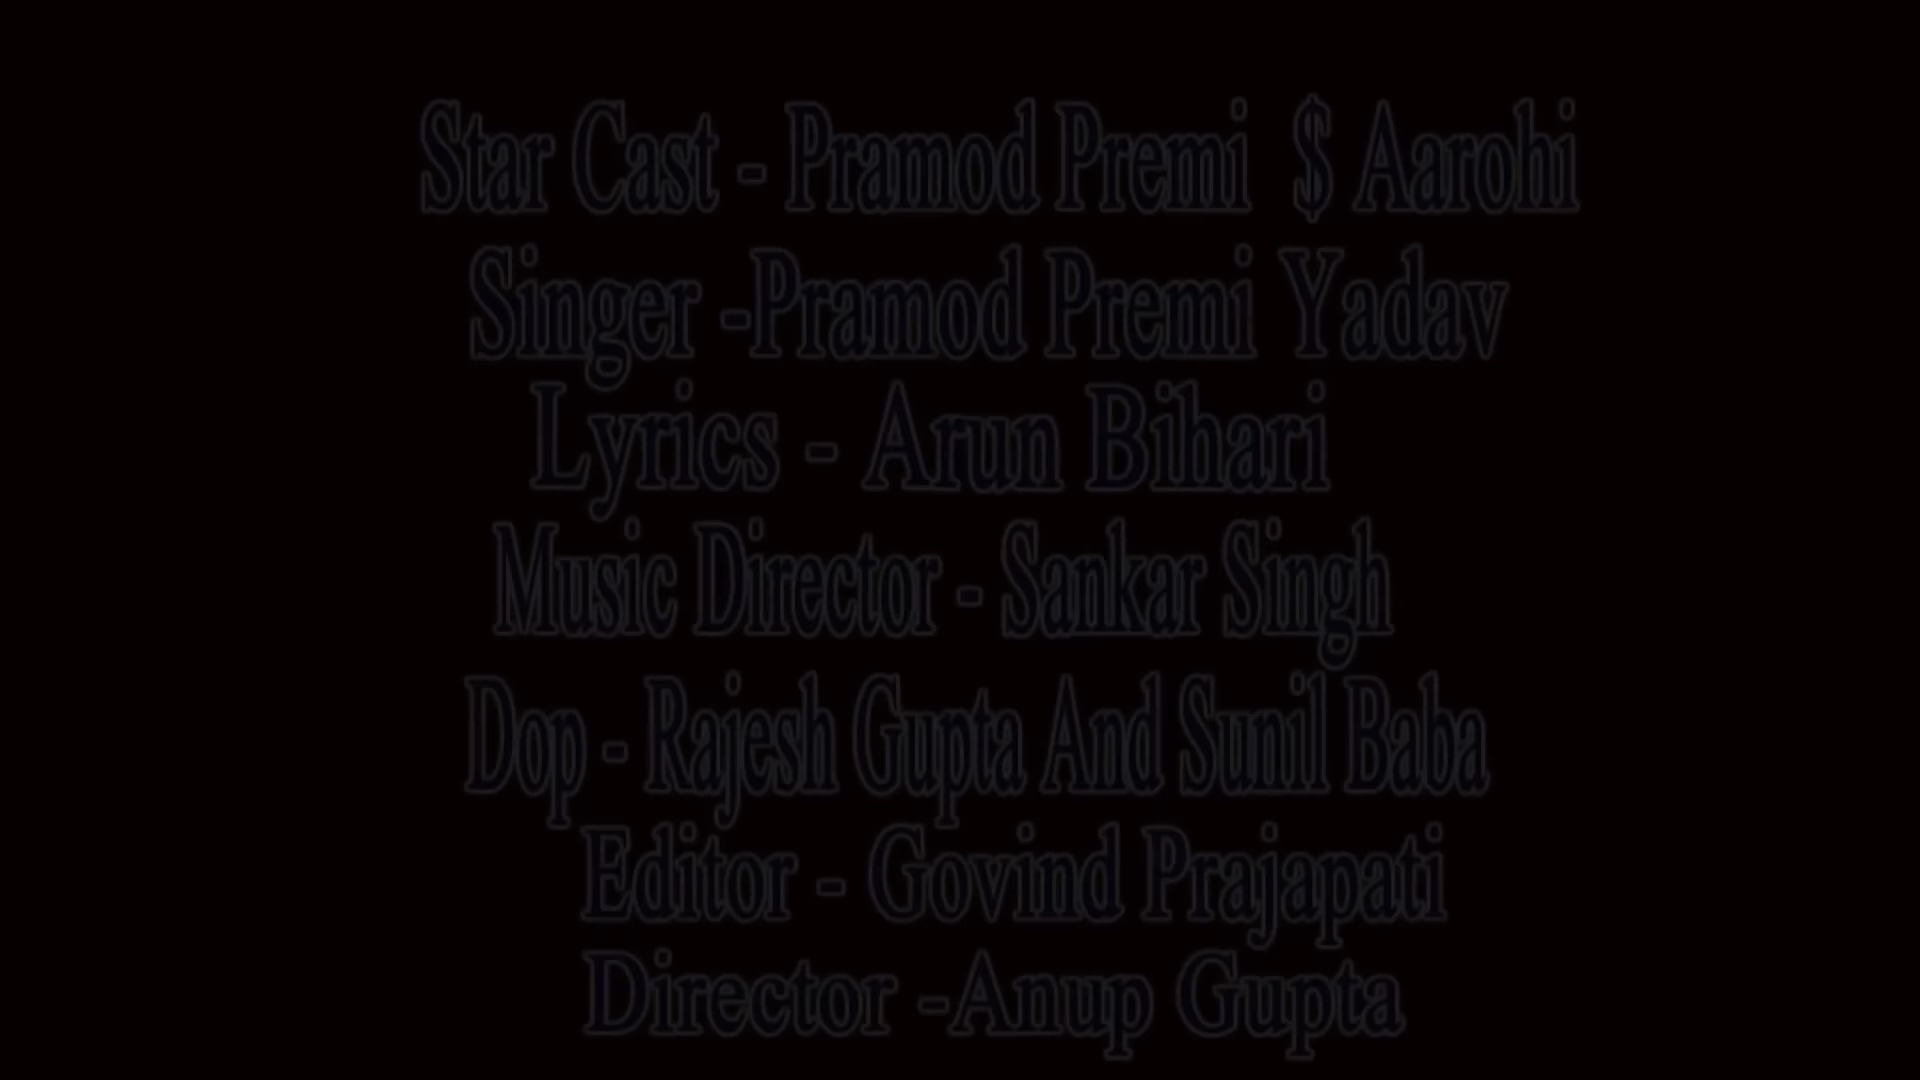 Star Cast - Pramod Premi $ Aarohi
Singer -Pramod Premi Yadav
Lyrics - Arun Bihari
Music Director - Sankar Singh
Dop - Rajesh Gupta And Sunil Baba
Editor - Govind Prajapati
Director -Anup Gupta